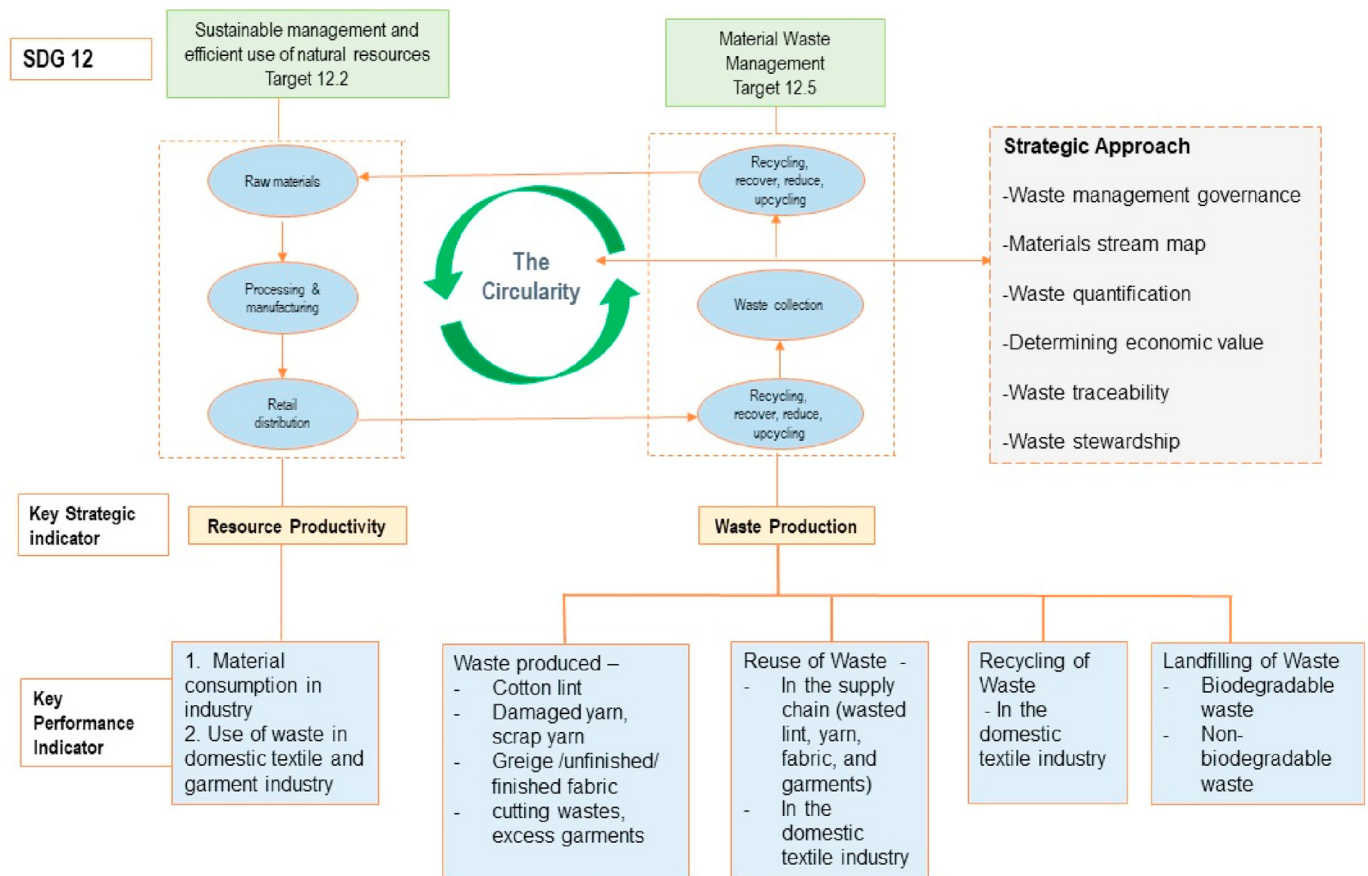 SDG 12
Sustainable management and
efficient use of natural resources
Target 12.2
Material Waste
Management
Target 12.5
Raw materials
Processing &
manufacturing
Retail
distribution
The
Circularity
Recycling,
recover, reduce,
upcycling
Waste collection
Recycling,
recover, reduce,
upcycling
Strategic Approach
-Waste management governance
-Materials stream map
-Waste quantification
-Determining economic value
-Waste traceability
-Waste stewardship
Key Strategic
indicator
Resource Productivity
Waste Production
Key
Performance
Indicator
1. Material
consumption in
industry
2. Use of waste in
domestic textile and
garment industry
Waste produced –
- Cotton lint
- Damaged yarn,
scrap yarn
- Greige /unfinished/
finished fabric
- cutting wastes,
excess garments
Reuse of Waste -
- In the supply
chain (wasted
lint, yarn,
fabric, and
garments)
- In the
domestic
textile industry
Recycling of
Waste
- In the
domestic
textile industry
Landfilling of Waste
- Biodegradable
waste
- Non-
biodegradable
waste